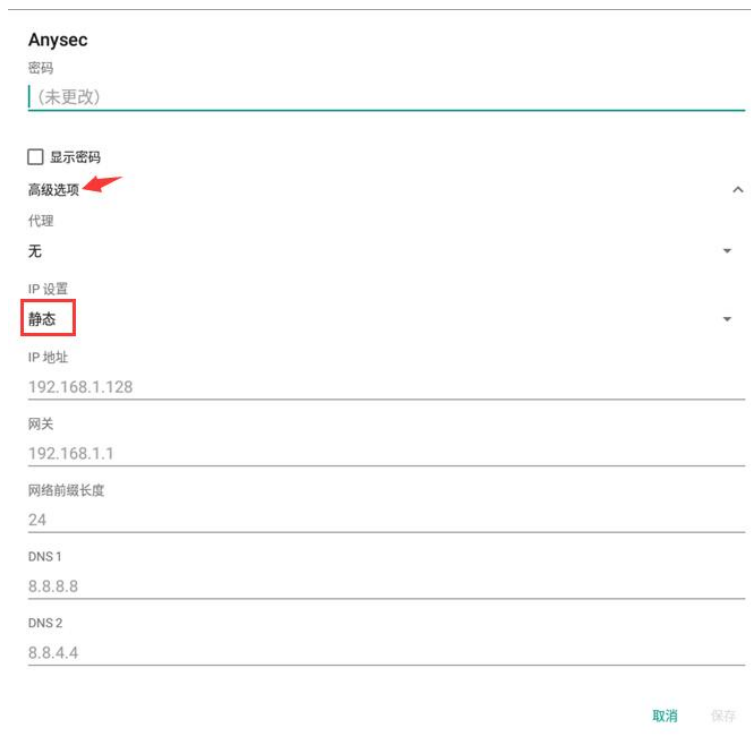 Anysec
密码
（未更改）
显示密码
高级选项
代理
无
IP 设置
静态
IP 地址
192.168.1.128
网关
192.168.1.1
网络前缀长度
24
DNS 1
8.8.8.8
DNS 2
8.8.4.4
取消 保存